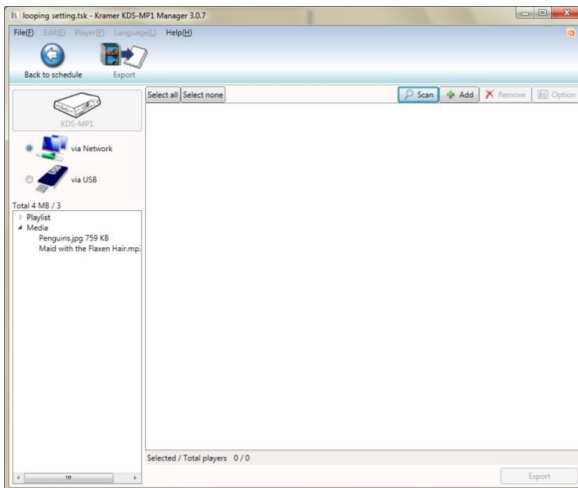 looping setting.tsk - Kramer KDS-MP1 Manager 3.0.7
File(F) Edit(E) Player(P) Language(L) Help(H)
Back to schedule Export
Select all Select none Scan Add Remove Option
KDS-MP1
via Network
via USB
Total 4 MB / 3
Playlist
Media
Penguins.jpg 759 KB
Maid with the Flaxen Hair.mp3
Selected / Total players 0 / 0
Export